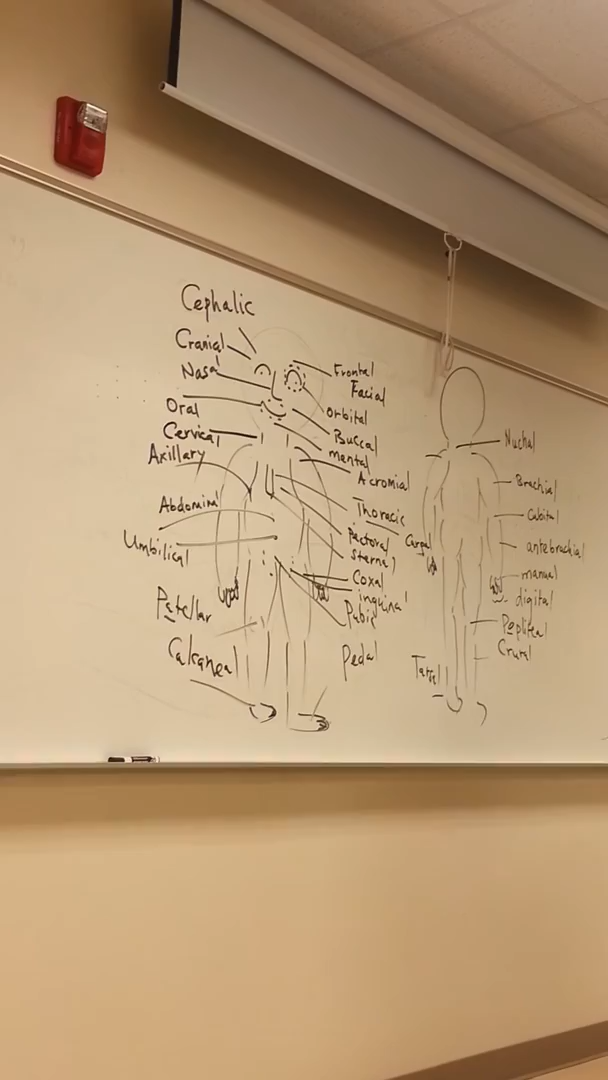 Cephalic
Cranial
Nasal
Oral
Cervical
Axillary
Abdominal
Umbilical
Patellar
Calcaneal
Frontal
Facial
orbital
Buccal
mental
Acromial
Thoracic
Pectoral
Sternal
Coxal
inguinal
Pubic
Pedal
Carpal
Tarsal
Nuchal
Brachial
Cubital
antebrachial
manual
digital
Popliteal
Crural